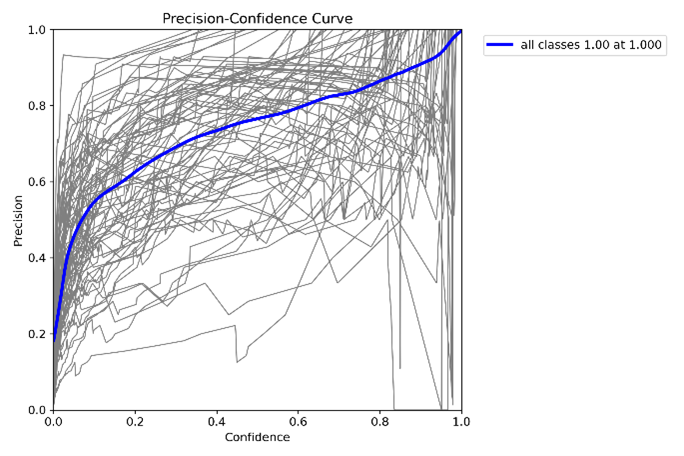 Precision-Confidence Curve
all classes 1.00 at 1.000
Precision
1.0
0.8
0.6
0.4
0.2
0.0
0.0 0.2 0.4 0.6 0.8 1.0
Confidence